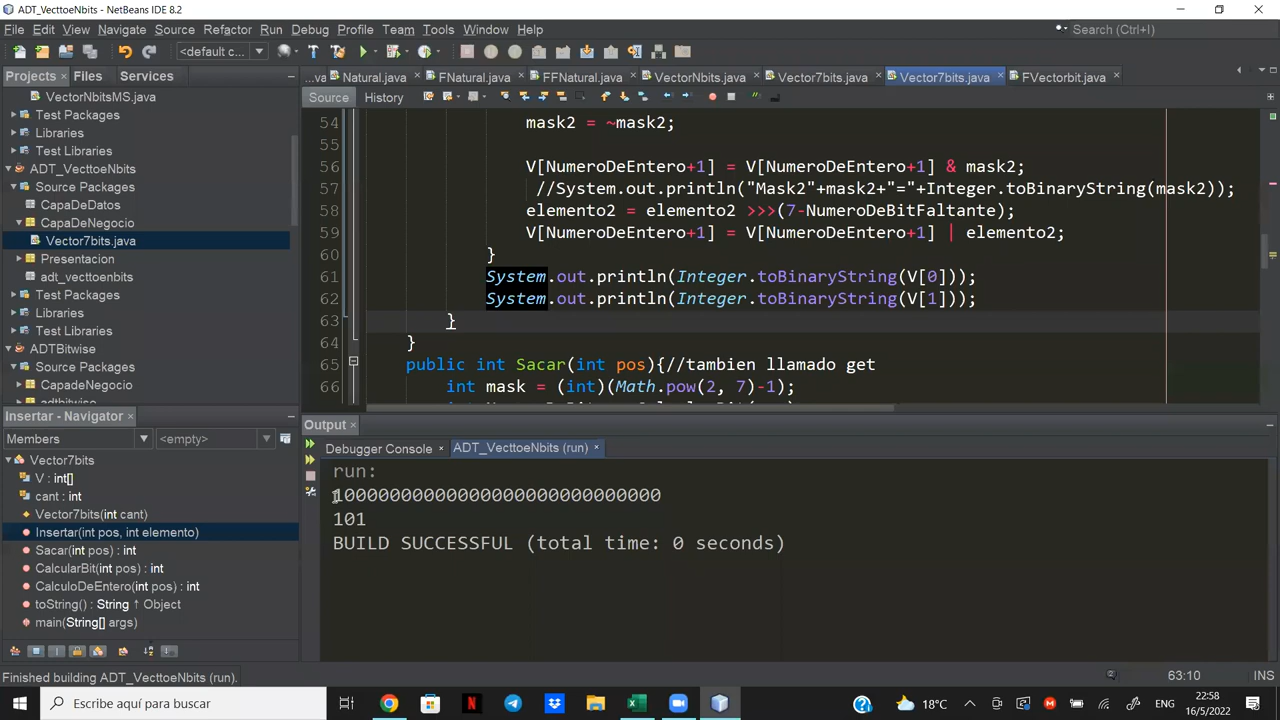 ADT_VecttoeNbits - NetBeans IDE 8.2
File Edit View Navigate Source Refactor Run Debug Profile Team Tools Window Help
Search (Ctrl+I)
<default c...
Projects × Files Services
...va Natural.java × FNatural.java × FFNatural.java × VectorNbits.java × Vector7bits.java × Vector7bits.java × FVectorbit.java ×
Source History
VectorNbitsMS.java
Test Packages
Libraries
Test Libraries
ADT_VecttoeNbits
Source Packages
CapaDeDatos
CapaDeNegocio
Vector7bits.java
Presentacion
adt_vecttoenbits
Test Packages
Libraries
Test Libraries
ADTBitwise
Source Packages
CapadeNegocio
54 mask2 = ~mask2;
55
56 V[NumeroDeEntero+1] = V[NumeroDeEntero+1] & mask2;
57 //System.out.println("Mask2"+mask2+"="+Integer.toBinaryString(mask2));
58 elemento2 = elemento2 >>>(7-NumeroDeBitFaltante);
59 V[NumeroDeEntero+1] = V[NumeroDeEntero+1] | elemento2;
60 }
61 System.out.println(Integer.toBinaryString(V[0]));
62 System.out.println(Integer.toBinaryString(V[1]));
63 }
64 }
65 public int Sacar(int pos){//tambien llamado get
66 int mask = (int)(Math.pow(2, 7)-1);
Insertar - Navigator ×
Members <empty>
Vector7bits
V : int[]
cant : int
Vector7bits(int cant)
Insertar(int pos, int elemento)
Sacar(int pos) : int
CalcularBit(int pos) : int
CalculoDeEntero(int pos) : int
toString() : String ↑ Object
main(String[] args)
Output ×
Debugger Console × ADT_VecttoeNbits (run) ×
run:
10000000000000000000000000000
101
BUILD SUCCESSFUL (total time: 0 seconds)
Finished building ADT_VecttoeNbits (run).
63:10 INS
Escribe aquí para buscar
18°C
ENG
22:58
16/5/2022